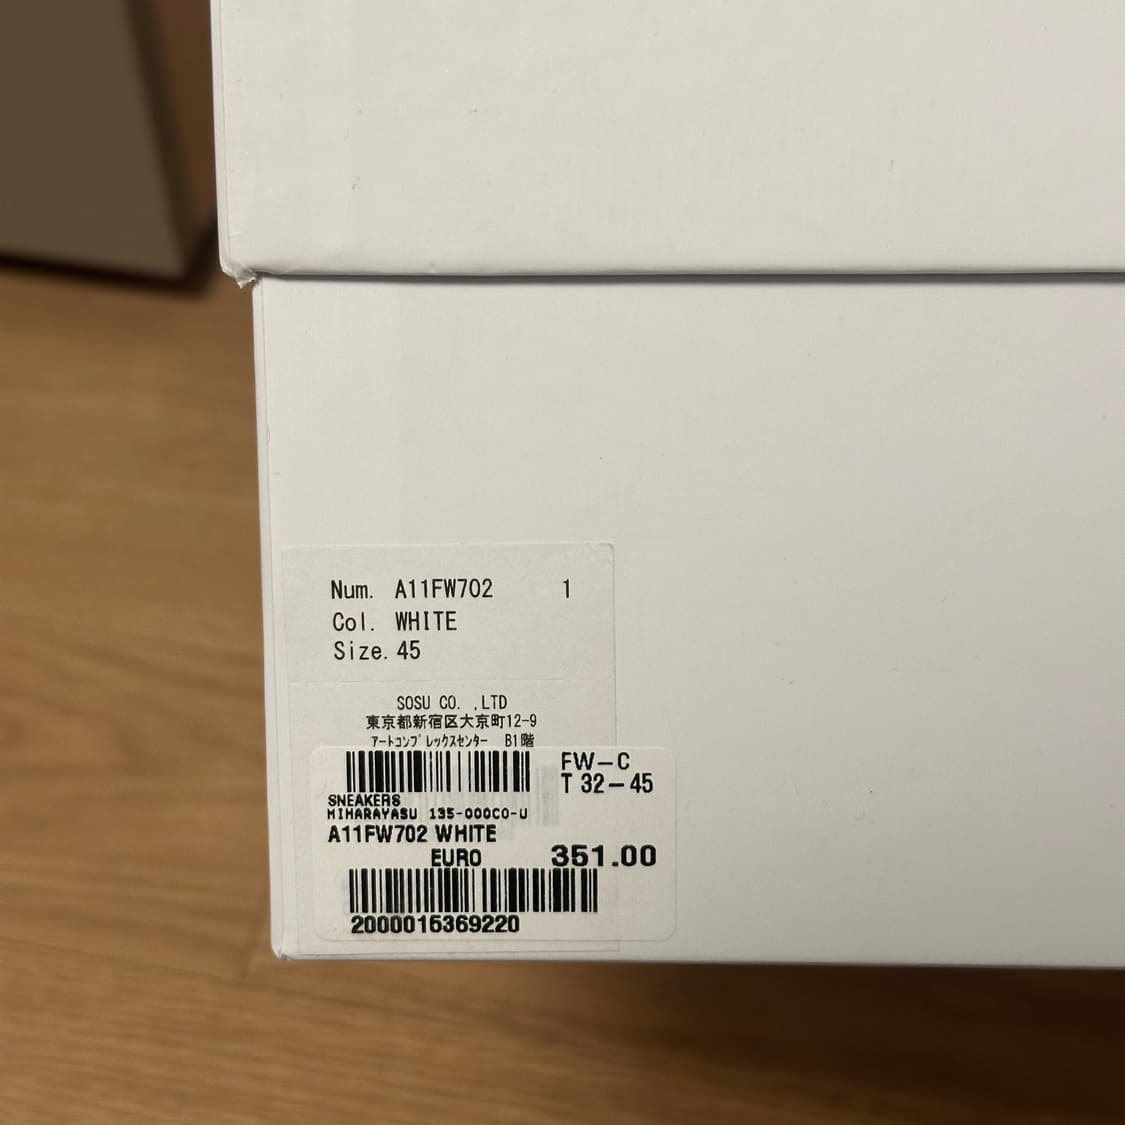 Num. A11FW702 1
Col. WHITE
Size. 45
SOSU CO. ,LTD
東京都新宿区大京町12-9
ｱｰﾄｺﾝﾌﾟﾚｯｸｽｾﾝﾀｰ B1階
FW-C
T 32-45
SNEAKERS
MIHARAYASU 135-000CO-U
A11FW702 WHITE
EURO 351.00
2000015369220